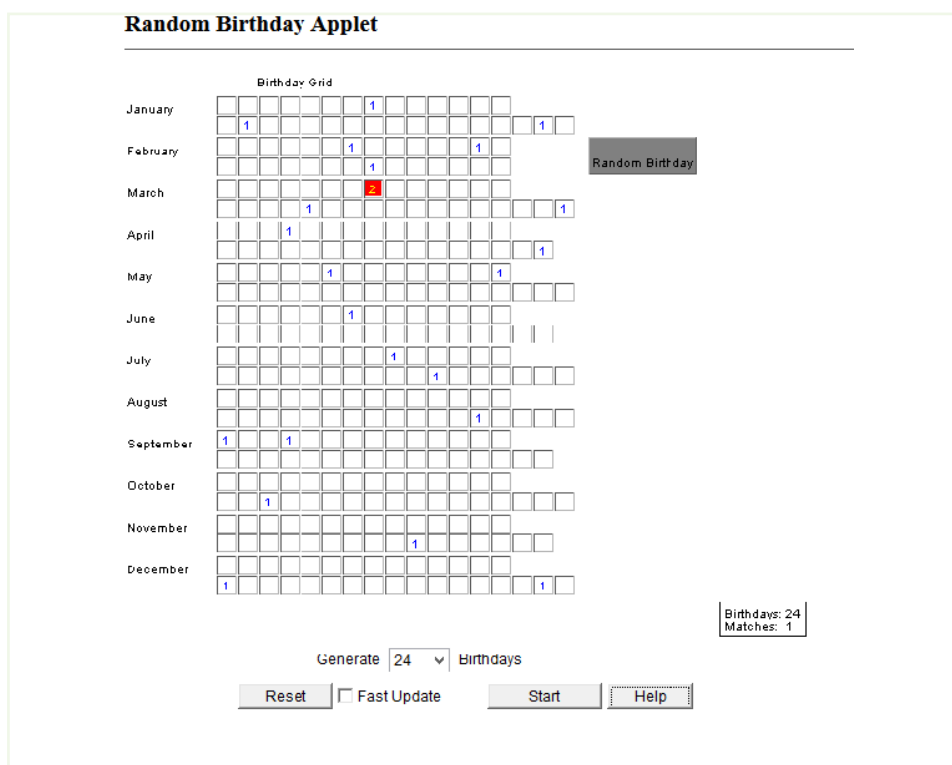 Random Birthday Applet
Birthday Grid
January 1
1 1
February 1 1
Random Birthday
1
March 2
1 1
April 1
1
May 1 1
June 1
July 1
1
August
1
September 1 1
October
1
November
1
December
1 1
Birthdays: 24
Matches: 1
Generate 24 Birthdays
Reset Fast Update Start Help